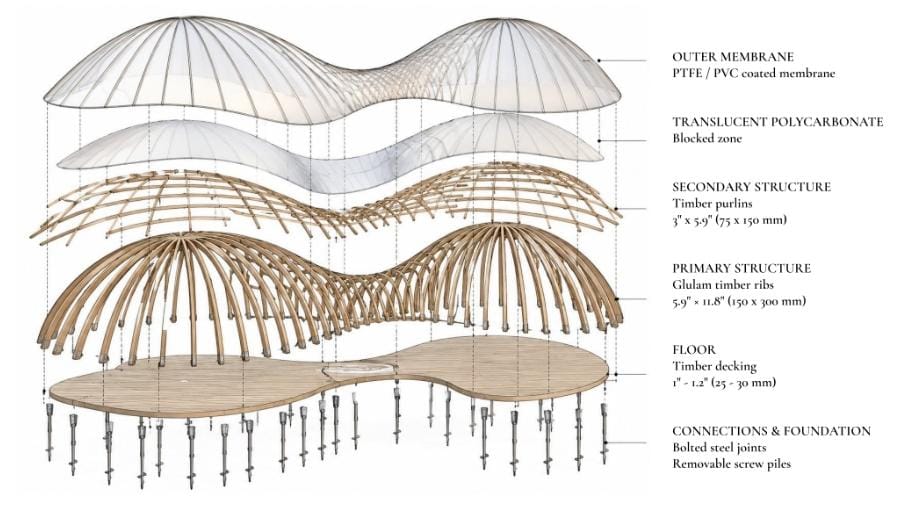 OUTER MEMBRANE
PTFE / PVC coated membrane
TRANSLUCENT POLYCARBONATE
Blocked zone
SECONDARY STRUCTURE
Timber purlins
3" x 5.9" (75 x 150 mm)
PRIMARY STRUCTURE
Glulam timber ribs
5.9" × 11.8" (150 x 300 mm)
FLOOR
Timber decking
1" - 1.2" (25 - 30 mm)
CONNECTIONS & FOUNDATION
Bolted steel joints
Removable screw piles